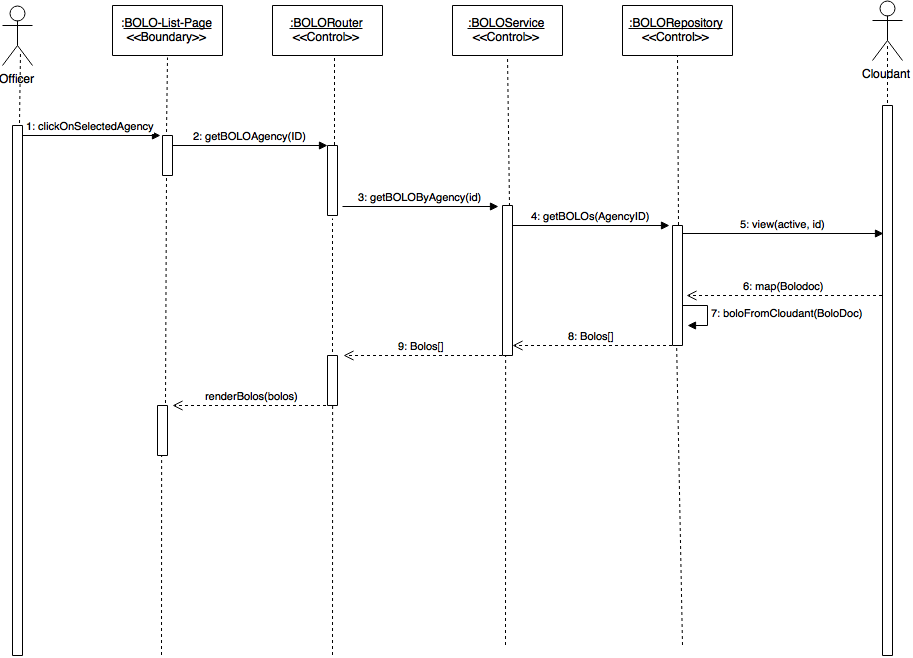 :BOLO-List-Page
<<Boundary>>
:BOLORouter
<<Control>>
:BOLOService
<<Control>>
:BOLORepository
<<Control>>
Officer
Cloudant
1: clickOnSelectedAgency
2: getBOLOAgency(ID)
3: getBOLOByAgency(id)
4: getBOLOs(AgencyID)
5: view(active, id)
6: map(Bolodoc)
7: boloFromCloudant(BoloDoc)
8: Bolos[]
9: Bolos[]
renderBolos(bolos)